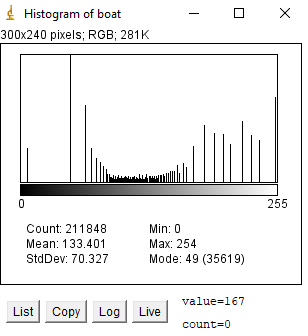 Histogram of boat
300x240 pixels; RGB; 281K
0 255
Count: 211848 Min: 0
Mean: 133.401 Max: 254
StdDev: 70.327 Mode: 49 (35619)
List Copy Log Live value=167
count=0